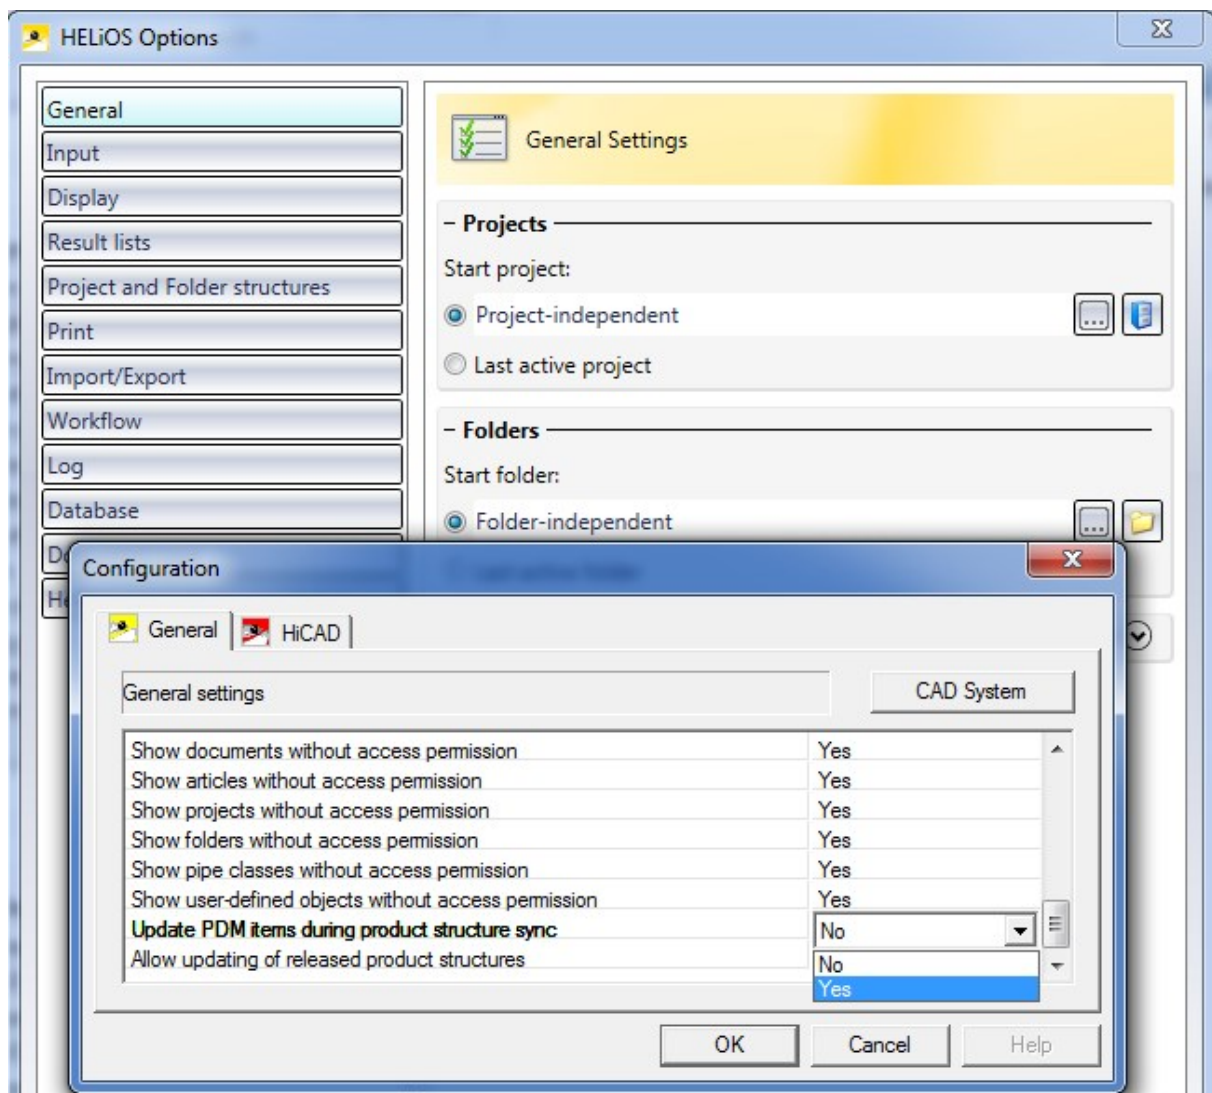 HELiOS Options
General
Input
Display
Result lists
Project and Folder structures
Print
Import/Export
Workflow
Log
Database
General Settings
Projects
Start project:
Project-independent
...
Last active project
Folders
Start folder:
Folder-independent
...
Configuration
General
HiCAD
General settings
CAD System
Show documents without access permission Yes
Show articles without access permission Yes
Show projects without access permission Yes
Show folders without access permission Yes
Show pipe classes without access permission Yes
Show user-defined objects without access permission Yes
Update PDM items during product structure sync No
Allow updating of released product structures
No
Yes
OK
Cancel
Help